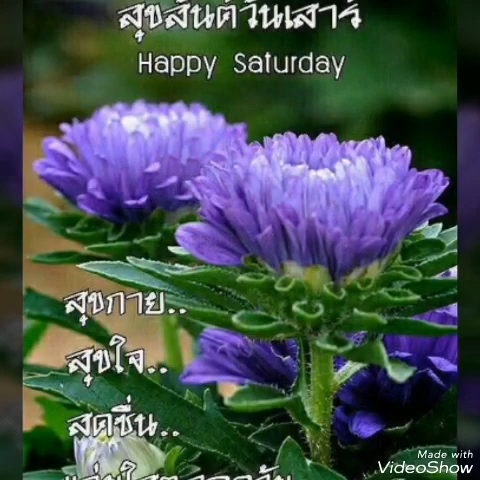 สุขสันต์วันเสาร์
Happy Saturday
สุขกาย..
สุขใจ..
สดชื่น..
Made with
VideoShow